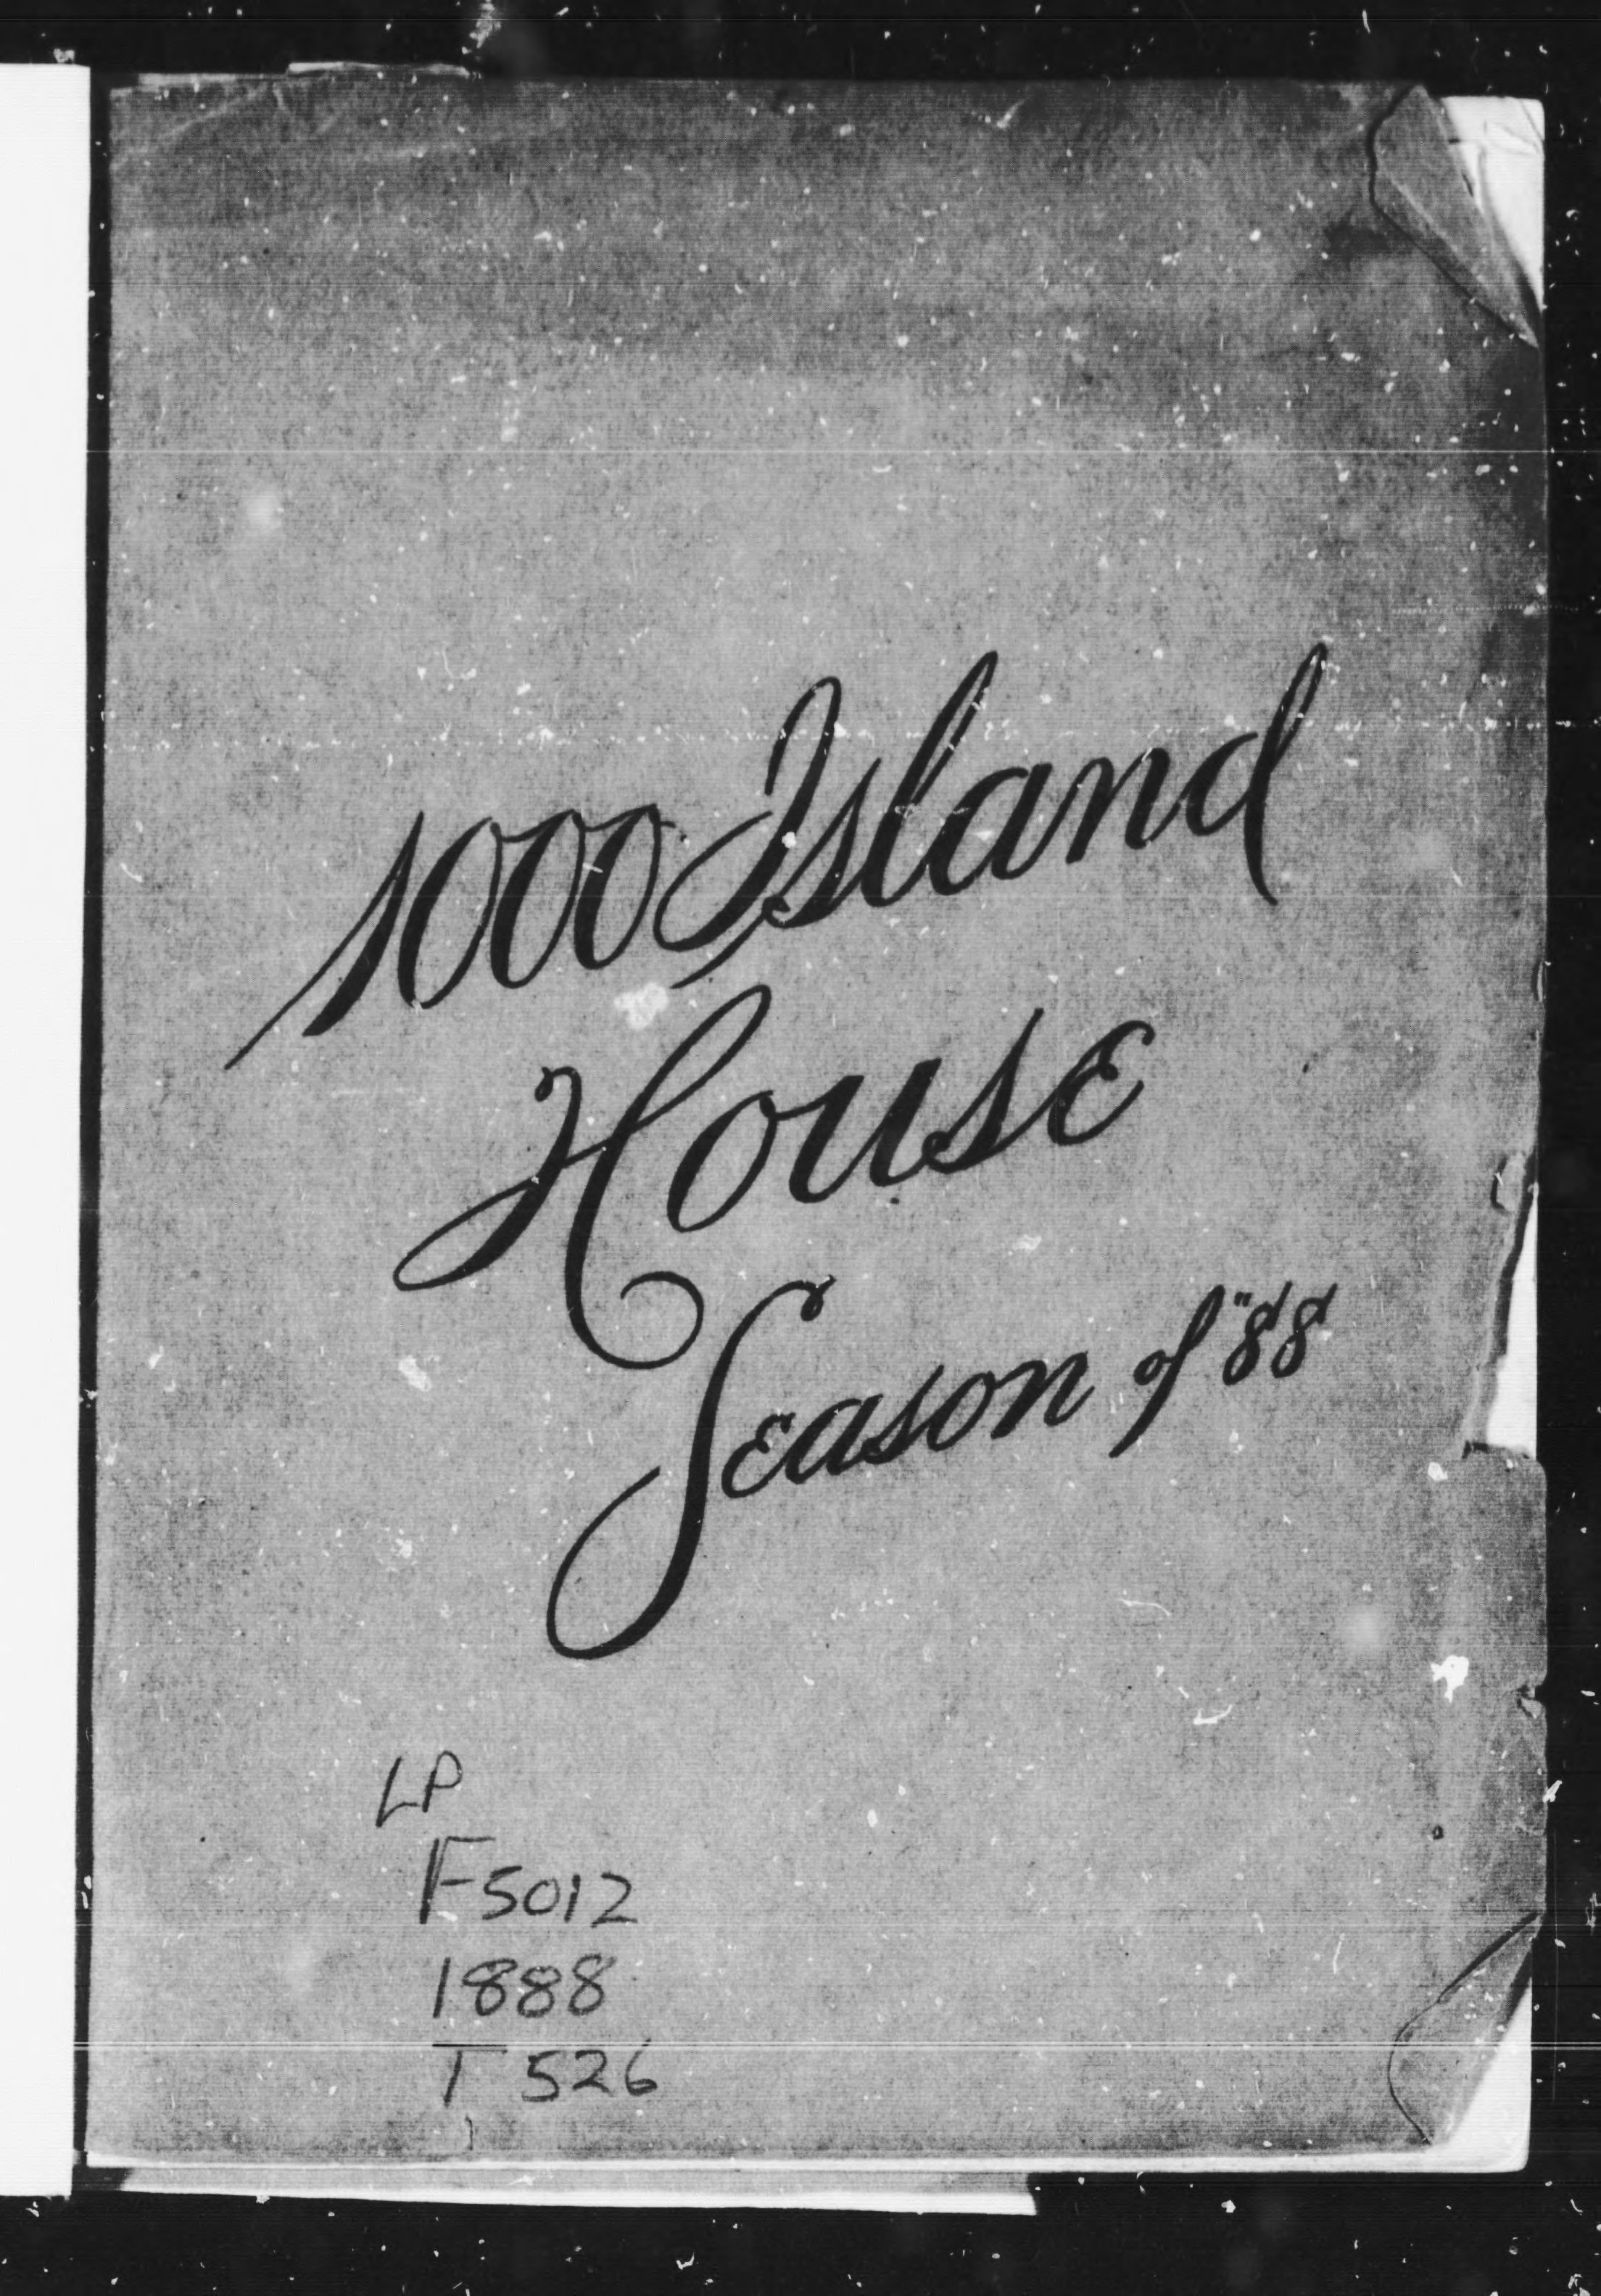 1000 Island
House
Season of "88
LP
F5012
1888
T 526